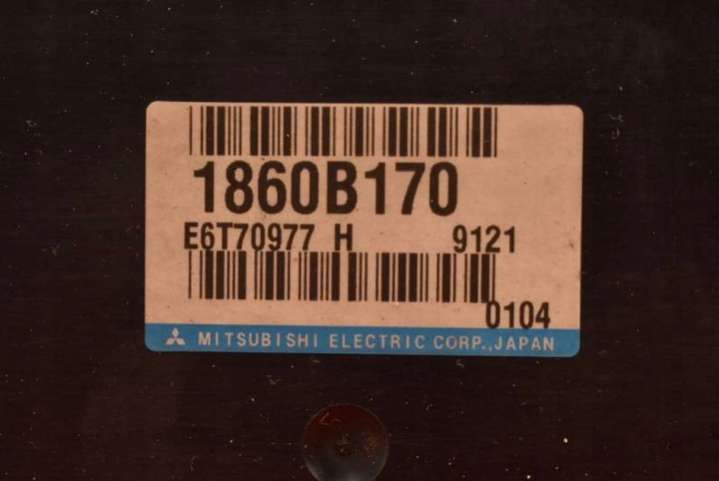 1860B170
E6T70977 H 9121
0104
MITSUBISHI ELECTRIC CORP.,JAPAN